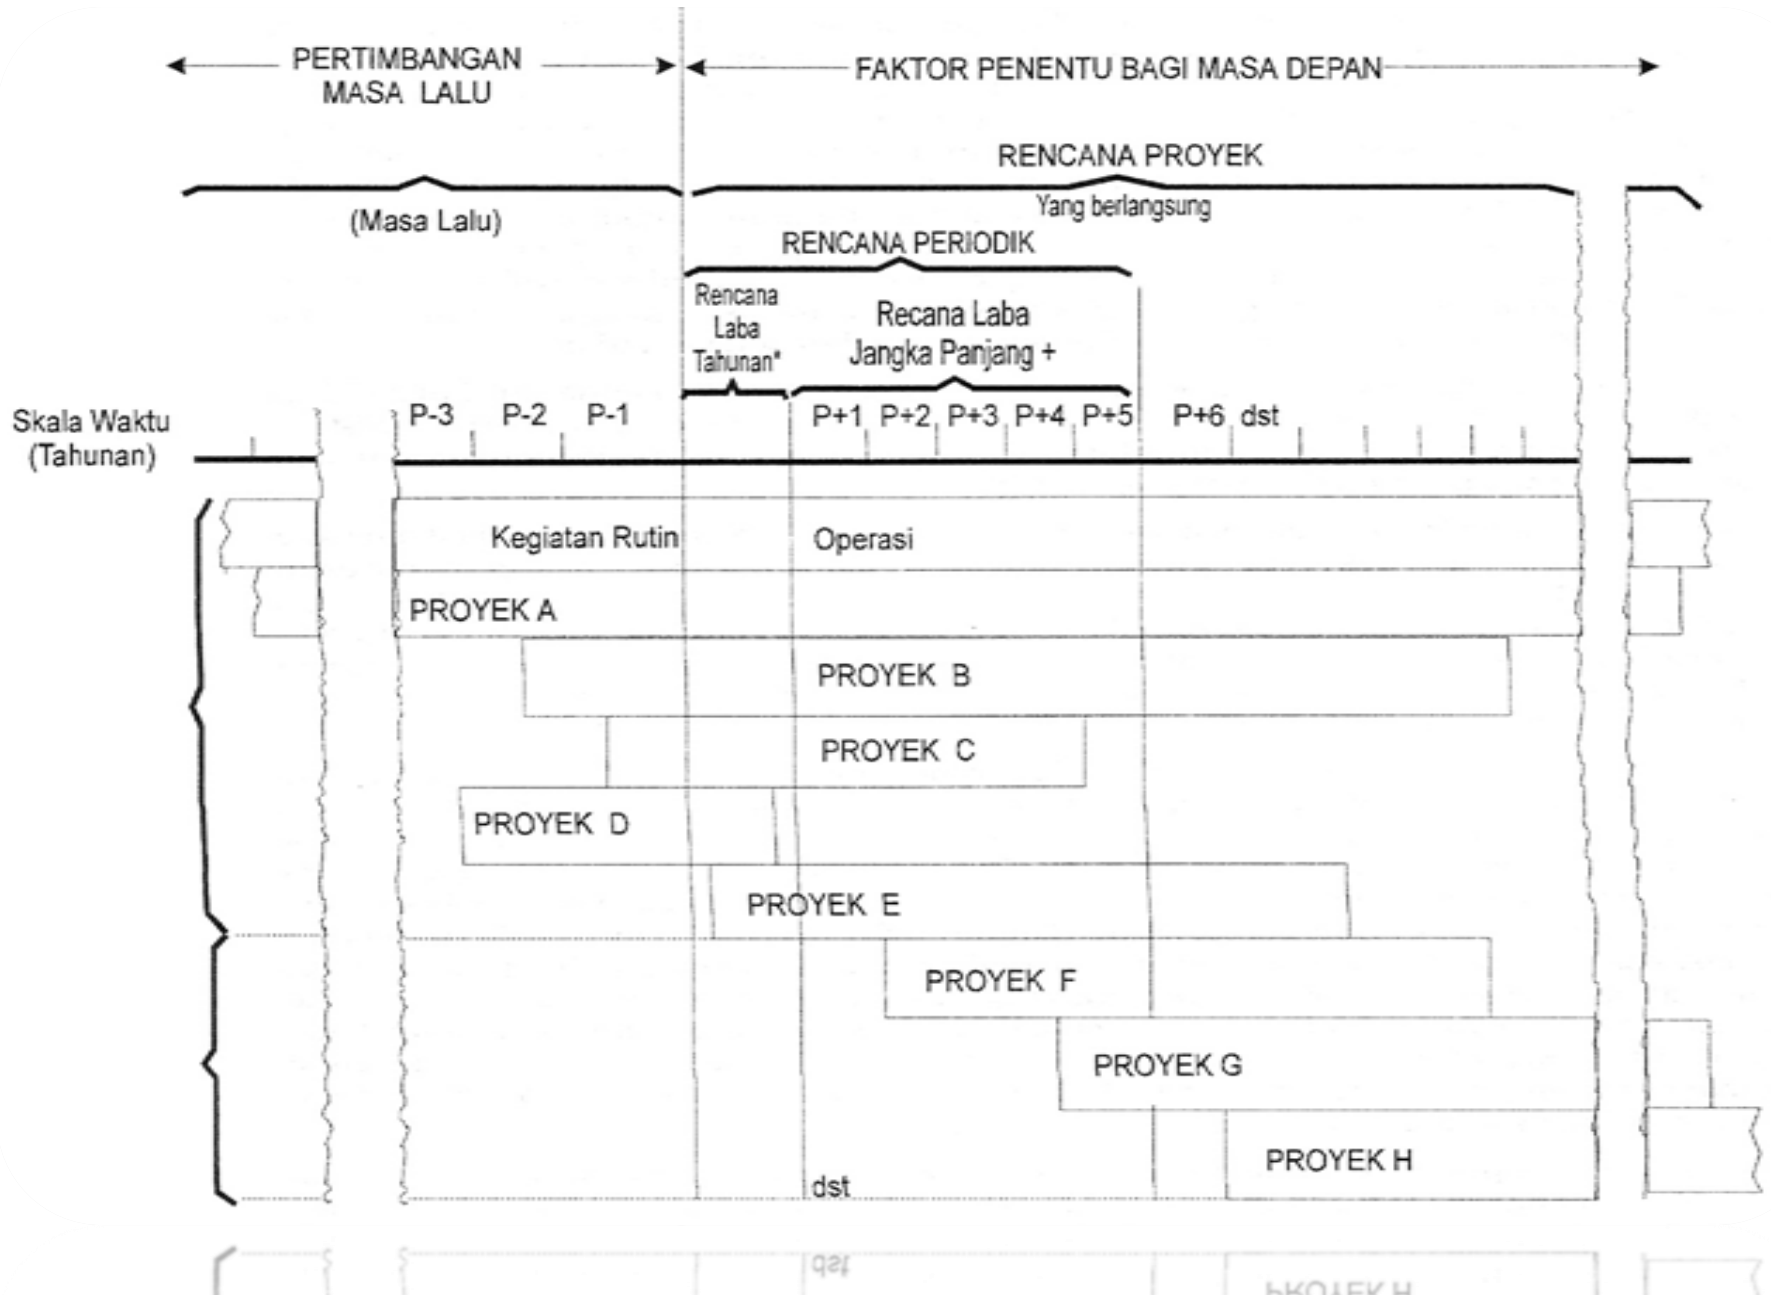 PERTIMBANGAN
MASA LALU
FAKTOR PENENTU BAGI MASA DEPAN
RENCANA PROYEK
(Masa Lalu)
Yang berlangsung
RENCANA PERIODIK
Rencana
Laba
Tahunan*
Recana Laba
Jangka Panjang +
Skala Waktu
(Tahunan)
P-3 P-2 P-1 P+1 P+2 P+3 P+4 P+5 P+6 dst
Kegiatan Rutin Operasi
PROYEK A
PROYEK B
PROYEK C
PROYEK D
PROYEK E
PROYEK F
PROYEK G
PROYEK H
dst